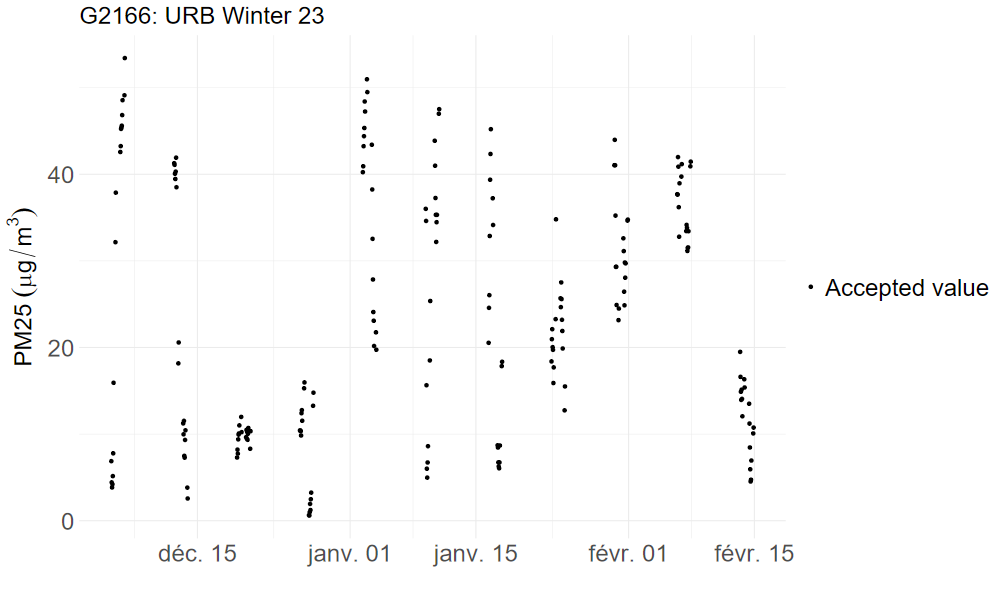 G2166: URB Winter 23
PM25 (µg/m³)
40
20
0
déc. 15
janv. 01
janv. 15
févr. 01
févr. 15
Accepted value